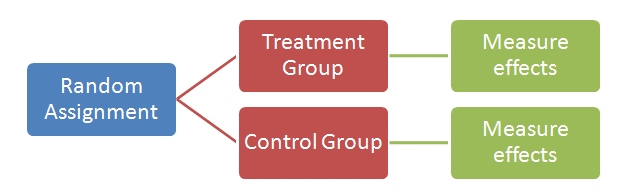 Random
Assignment
Treatment
Group
Measure
effects
Control Group
Measure
effects